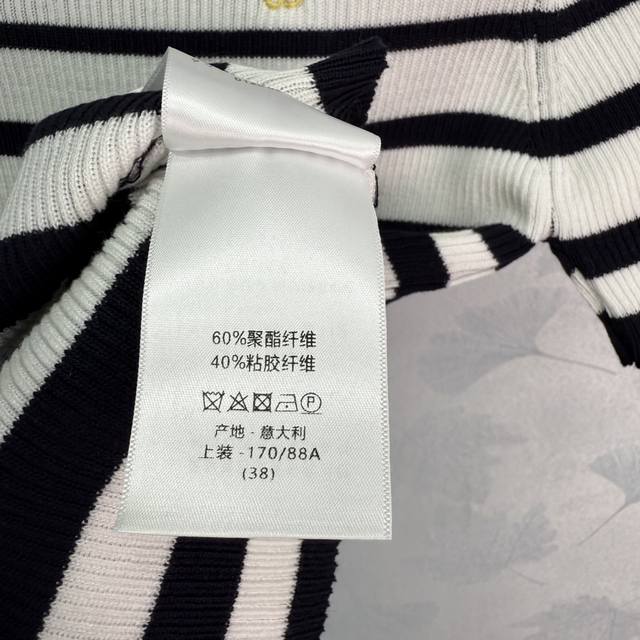 60%聚酯纤维
40%粘胶纤维
P
产地 - 意大利
上装 - 170/88A
(38)